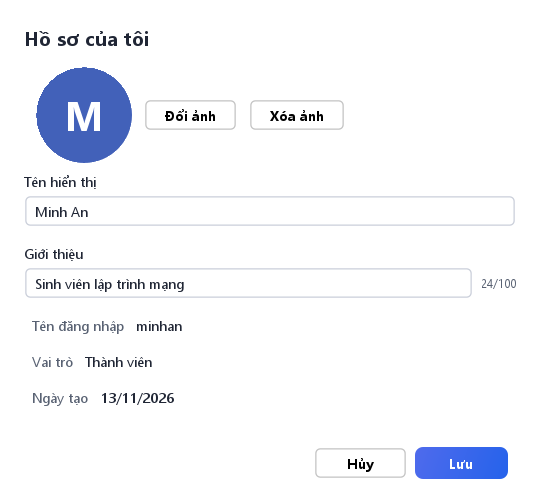 Hồ sơ của tôi
M
Đổi ảnh Xóa ảnh
Tên hiển thị
Minh An
Giới thiệu
Sinh viên lập trình mạng 24/100
Tên đăng nhập minhan
Vai trò Thành viên
Ngày tạo 13/11/2026
Hủy Lưu